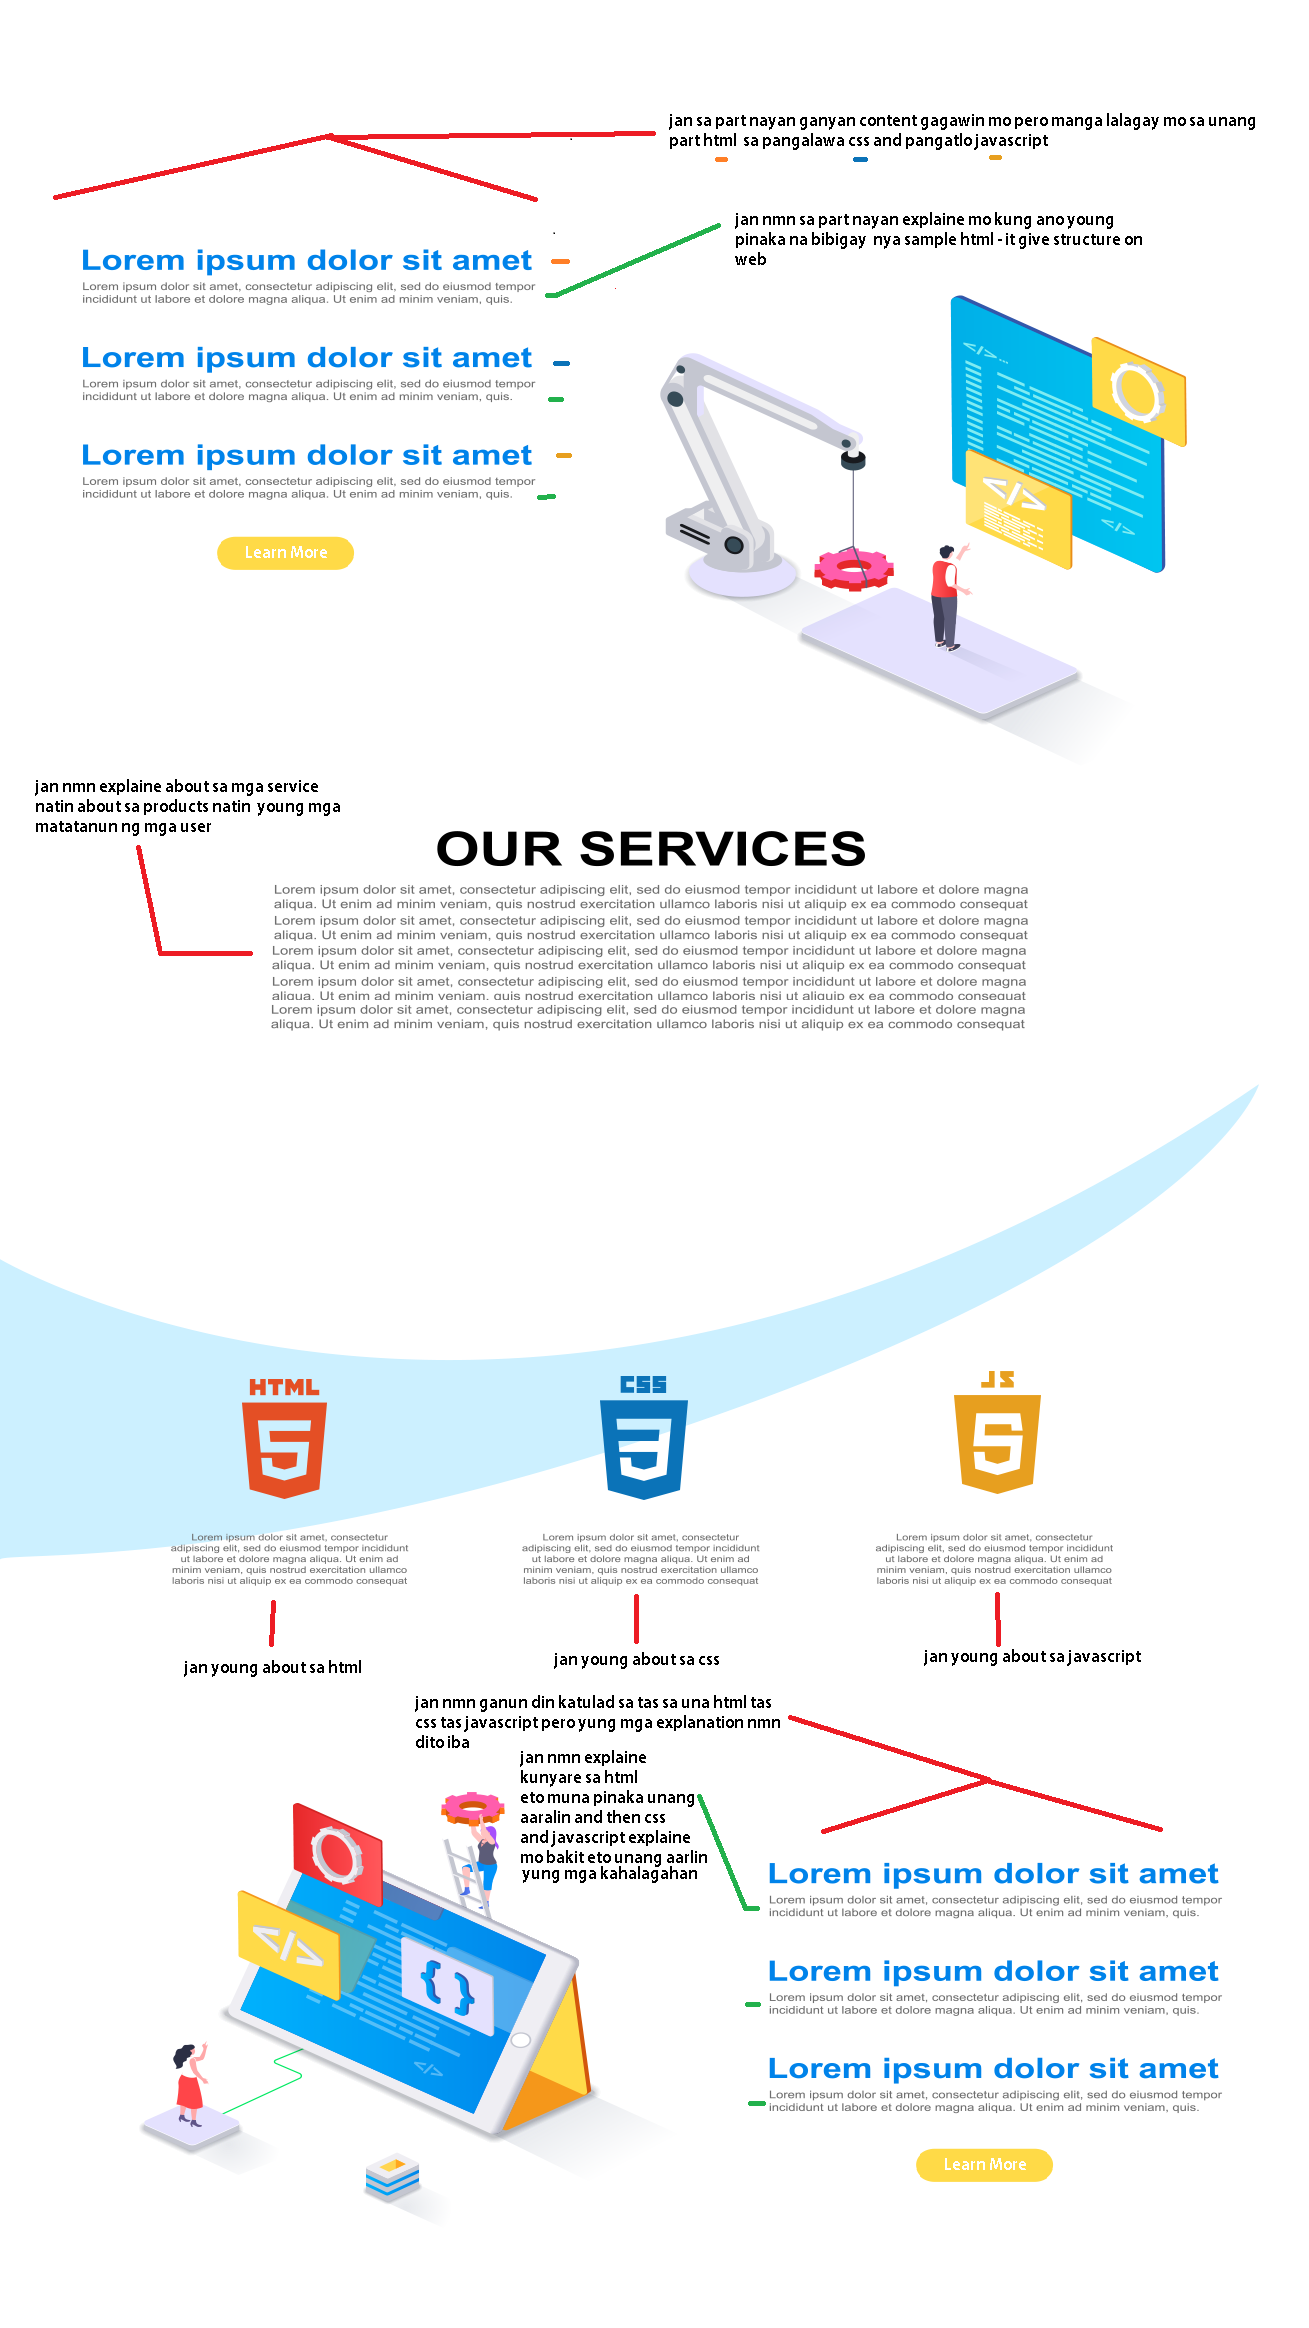 jan sa part nayan ganyan content gagawin mo pero manga lalagay mo sa unang
part html sa pangalawa css and pangatlo javascript
jan nmn sa part nayan explaine mo kung ano young
pinaka na bibigay nya sample html - it give structure on
web
Lorem ipsum dolor sit amet
Lorem ipsum dolor sit amet, consectetur adipiscing elit, sed do eiusmod tempor
incididunt ut labore et dolore magna aliqua. Ut enim ad minim veniam, quis.
Lorem ipsum dolor sit amet
Lorem ipsum dolor sit amet, consectetur adipiscing elit, sed do eiusmod tempor
incididunt ut labore et dolore magna aliqua. Ut enim ad minim veniam, quis.
Lorem ipsum dolor sit amet
Lorem ipsum dolor sit amet, consectetur adipiscing elit, sed do eiusmod tempor
incididunt ut labore et dolore magna aliqua. Ut enim ad minim veniam, quis.
Learn More
</>...
</>
</>
jan nmn explaine about sa mga service
natin about sa products natin young mga
matatanun ng mga user
OUR SERVICES
Lorem ipsum dolor sit amet, consectetur adipiscing elit, sed do eiusmod tempor incididunt ut labore et dolore magna
aliqua. Ut enim ad minim veniam, quis nostrud exercitation ullamco laboris nisi ut aliquip ex ea commodo consequat
Lorem ipsum dolor sit amet, consectetur adipiscing elit, sed do eiusmod tempor incididunt ut labore et dolore magna
aliqua. Ut enim ad minim veniam, quis nostrud exercitation ullamco laboris nisi ut aliquip ex ea commodo consequat
Lorem ipsum dolor sit amet, consectetur adipiscing elit, sed do eiusmod tempor incididunt ut labore et dolore magna
aliqua. Ut enim ad minim veniam, quis nostrud exercitation ullamco laboris nisi ut aliquip ex ea commodo consequat
Lorem ipsum dolor sit amet, consectetur adipiscing elit, sed do eiusmod tempor incididunt ut labore et dolore magna
aliqua. Ut enim ad minim veniam, quis nostrud exercitation ullamco laboris nisi ut aliquip ex ea commodo consequat
Lorem ipsum dolor sit amet, consectetur adipiscing elit, sed do eiusmod tempor incididunt ut labore et dolore magna
aliqua. Ut enim ad minim veniam, quis nostrud exercitation ullamco laboris nisi ut aliquip ex ea commodo consequat
HTML
5
Lorem ipsum dolor sit amet, consectetur
adipiscing elit, sed do eiusmod tempor incididunt
ut labore et dolore magna aliqua. Ut enim ad
minim veniam, quis nostrud exercitation ullamco
laboris nisi ut aliquip ex ea commodo consequat
jan young about sa html
CSS
3
Lorem ipsum dolor sit amet, consectetur
adipiscing elit, sed do eiusmod tempor incididunt
ut labore et dolore magna aliqua. Ut enim ad
minim veniam, quis nostrud exercitation ullamco
laboris nisi ut aliquip ex ea commodo consequat
jan young about sa css
JS
5
Lorem ipsum dolor sit amet, consectetur
adipiscing elit, sed do eiusmod tempor incididunt
ut labore et dolore magna aliqua. Ut enim ad
minim veniam, quis nostrud exercitation ullamco
laboris nisi ut aliquip ex ea commodo consequat
jan young about sa javascript
jan nmn ganun din katulad sa tas sa una html tas
css tas javascript pero yung mga explanation nmn
dito iba
jan nmn explaine
kunyare sa html
eto muna pinaka unang
aaralin and then css
and javascript explaine
mo bakit eto unang aarlin
yung mga kahalagahan
</>
{ }
</>
Lorem ipsum dolor sit amet
Lorem ipsum dolor sit amet, consectetur adipiscing elit, sed do eiusmod tempor
incididunt ut labore et dolore magna aliqua. Ut enim ad minim veniam, quis.
Lorem ipsum dolor sit amet
Lorem ipsum dolor sit amet, consectetur adipiscing elit, sed do eiusmod tempor
incididunt ut labore et dolore magna aliqua. Ut enim ad minim veniam, quis.
Lorem ipsum dolor sit amet
Lorem ipsum dolor sit amet, consectetur adipiscing elit, sed do eiusmod tempor
incididunt ut labore et dolore magna aliqua. Ut enim ad minim veniam, quis.
Learn More